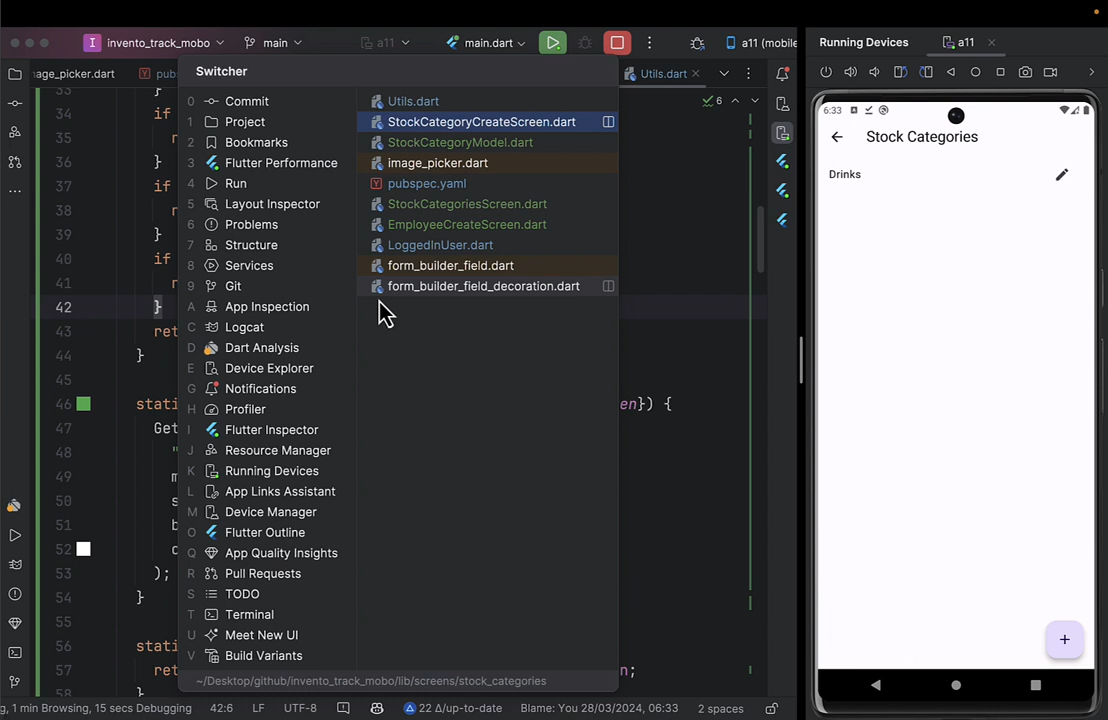 invento_track_mobo
main
a11
main.dart
a11 (mobile
Running Devices
a11
image_picker.dart
pub
Utils.dart
Switcher
6
6:33
Stock Categories
Drinks
0 Commit
1 Project
2 Bookmarks
3 Flutter Performance
4 Run
5 Layout Inspector
6 Problems
7 Structure
8 Services
9 Git
A App Inspection
C Logcat
D Dart Analysis
E Device Explorer
G Notifications
H Profiler
I Flutter Inspector
J Resource Manager
K Running Devices
L App Links Assistant
M Device Manager
O Flutter Outline
Q App Quality Insights
R Pull Requests
S TODO
T Terminal
U Meet New UI
V Build Variants
Utils.dart
StockCategoryCreateScreen.dart
StockCategoryModel.dart
image_picker.dart
pubspec.yaml
StockCategoriesScreen.dart
EmployeeCreateScreen.dart
LoggedInUser.dart
form_builder_field.dart
form_builder_field_decoration.dart
~/Desktop/github/invento_track_mobo/lib/screens/stock_categories
33 }
34 if
35
36 }
37 if
38
39 }
40 if
41
42 }
43 ret
44 }
45
46 stati en}) {
47 Get
48 "
49 m
50 s
51 b
52 c
53 );
54 }
55
56 stati
57 ret n;
58 }
g, 1 min Browsing, 15 secs Debugging
42:6
LF
UTF-8
22 Δ/up-to-date
Blame: You 28/03/2024, 06:33
2 spaces